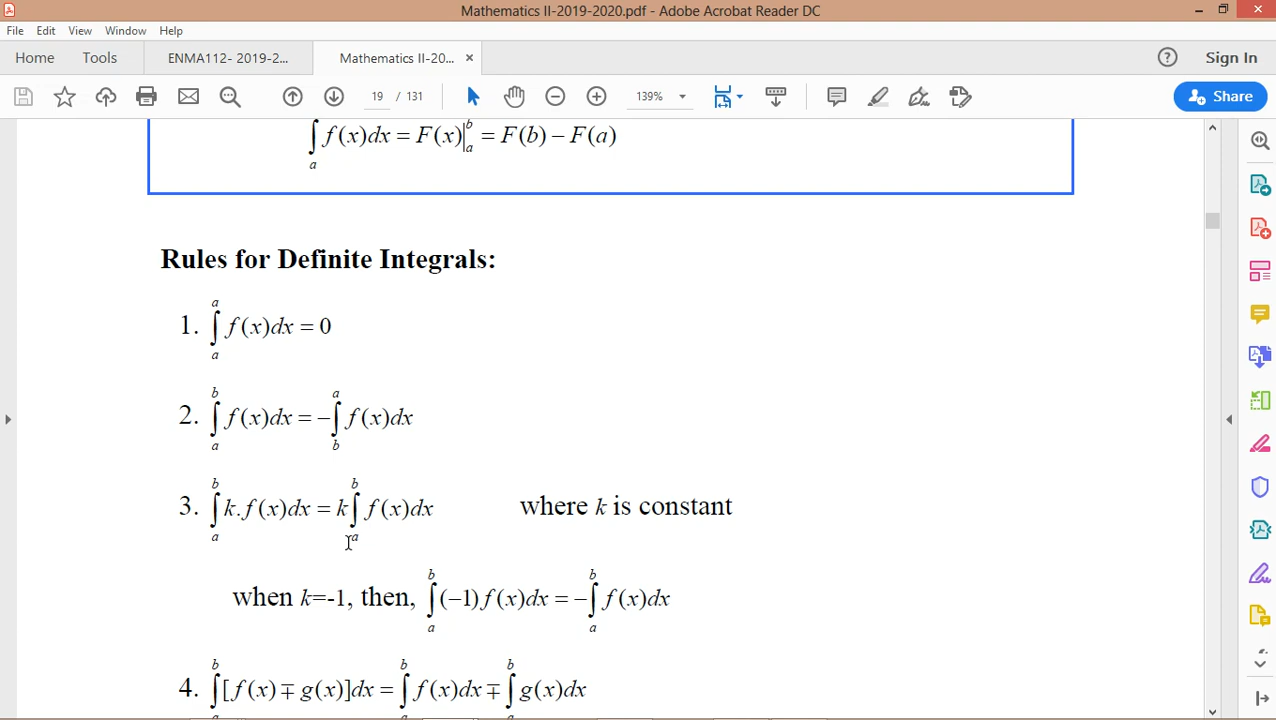 Mathematics II-2019-2020.pdf - Adobe Acrobat Reader DC
File Edit View Window Help
Home Tools ENMA112- 2019-2... Mathematics II-20... × Sign In
19 / 131 139% Share
∫_a^b f(x)dx = F(x)|_a^b = F(b) − F(a)
Rules for Definite Integrals:
1. ∫_a^a f(x)dx = 0
2. ∫_a^b f(x)dx = −∫_b^a f(x)dx
3. ∫_a^b k.f(x)dx = k∫_a^b f(x)dx where k is constant
when k=-1, then, ∫_a^b (−1)f(x)dx = −∫_a^b f(x)dx
4. ∫_a^b [f(x) ∓ g(x)]dx = ∫_a^b f(x)dx ∓ ∫_a^b g(x)dx